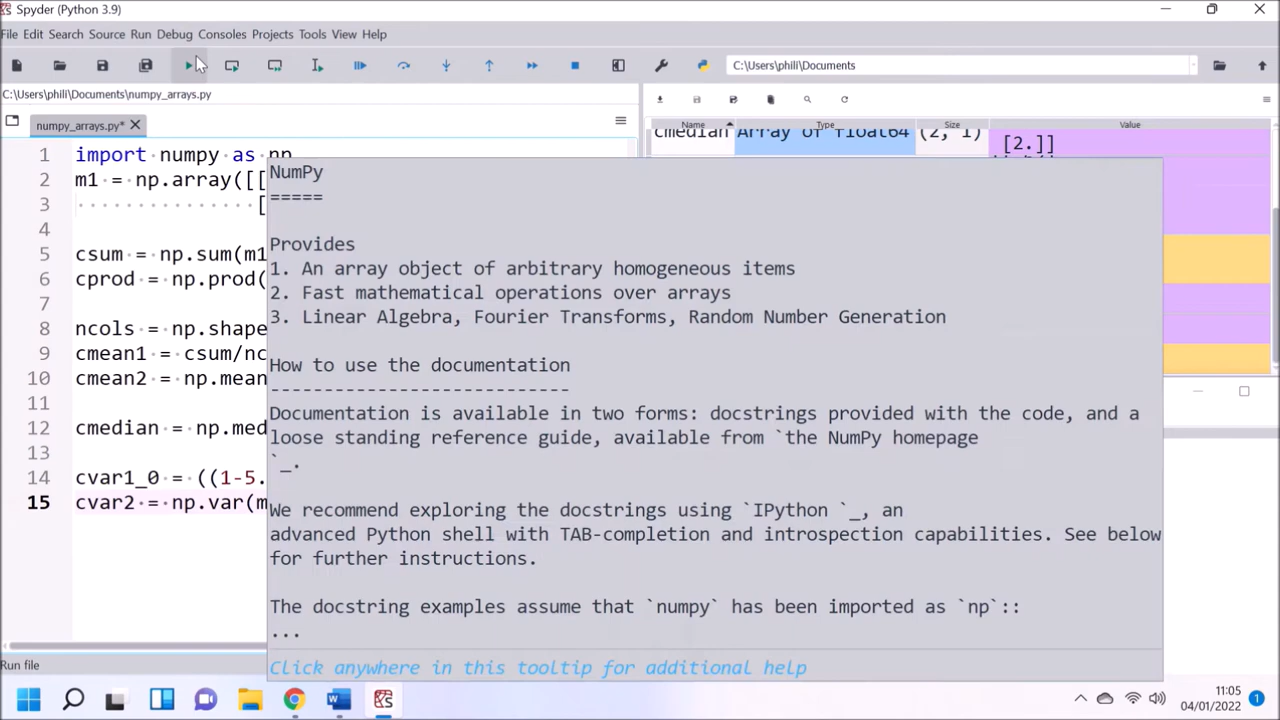 Spyder (Python 3.9)
File Edit Search Source Run Debug Consoles Projects Tools View Help
C:\Users\phili\Documents
C:\Users\phili\Documents\numpy_arrays.py
numpy_arrays.py*
Name Type Size Value
cmedian Array of float64 (2, 1) [2.]]
1 import numpy as np
2 m1 = np.array([[
3 [
4
5 csum = np.sum(m1
6 cprod = np.prod(
7
8 ncols = np.shape
9 cmean1 = csum/nc
10 cmean2 = np.mean
11
12 cmedian = np.med
13
14 cvar1_0 = ((1-5.
15 cvar2 = np.var(m
NumPy
=====
Provides
1. An array object of arbitrary homogeneous items
2. Fast mathematical operations over arrays
3. Linear Algebra, Fourier Transforms, Random Number Generation
How to use the documentation
----------------------------
Documentation is available in two forms: docstrings provided with the code, and a
loose standing reference guide, available from `the NumPy homepage
`_.
We recommend exploring the docstrings using `IPython `_, an
advanced Python shell with TAB-completion and introspection capabilities. See below
for further instructions.
The docstring examples assume that `numpy` has been imported as `np`::
...
Click anywhere in this tooltip for additional help
Run file
11:05
04/01/2022
1